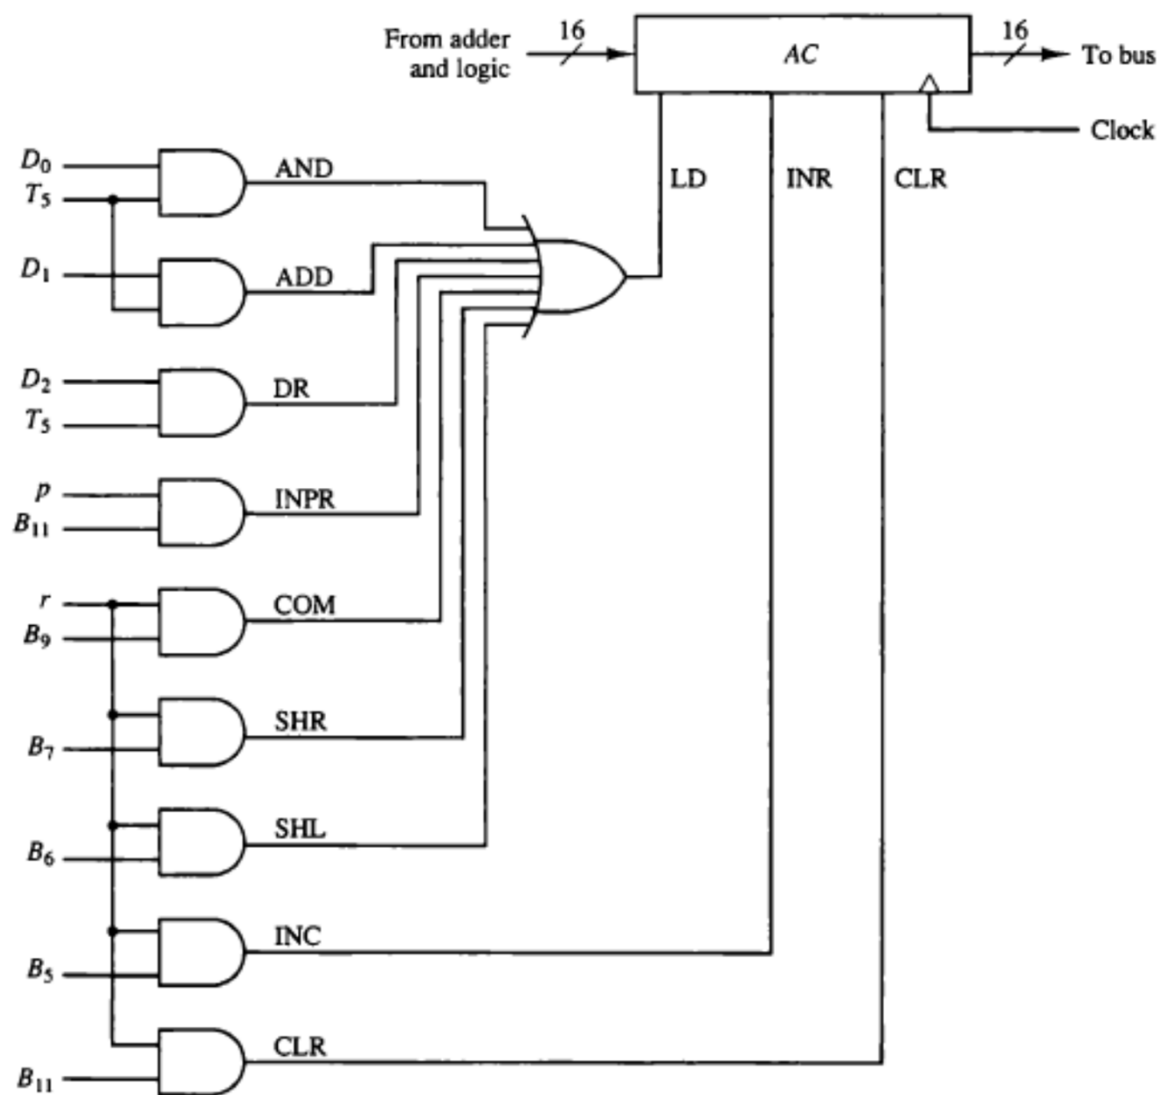 From adder
and logic
16
AC
16
To bus
Clock
LD
INR
CLR
D₀
T₅
AND
D₁
ADD
D₂
T₅
DR
p
B₁₁
INPR
r
B₉
COM
B₇
SHR
B₆
SHL
B₅
INC
B₁₁
CLR